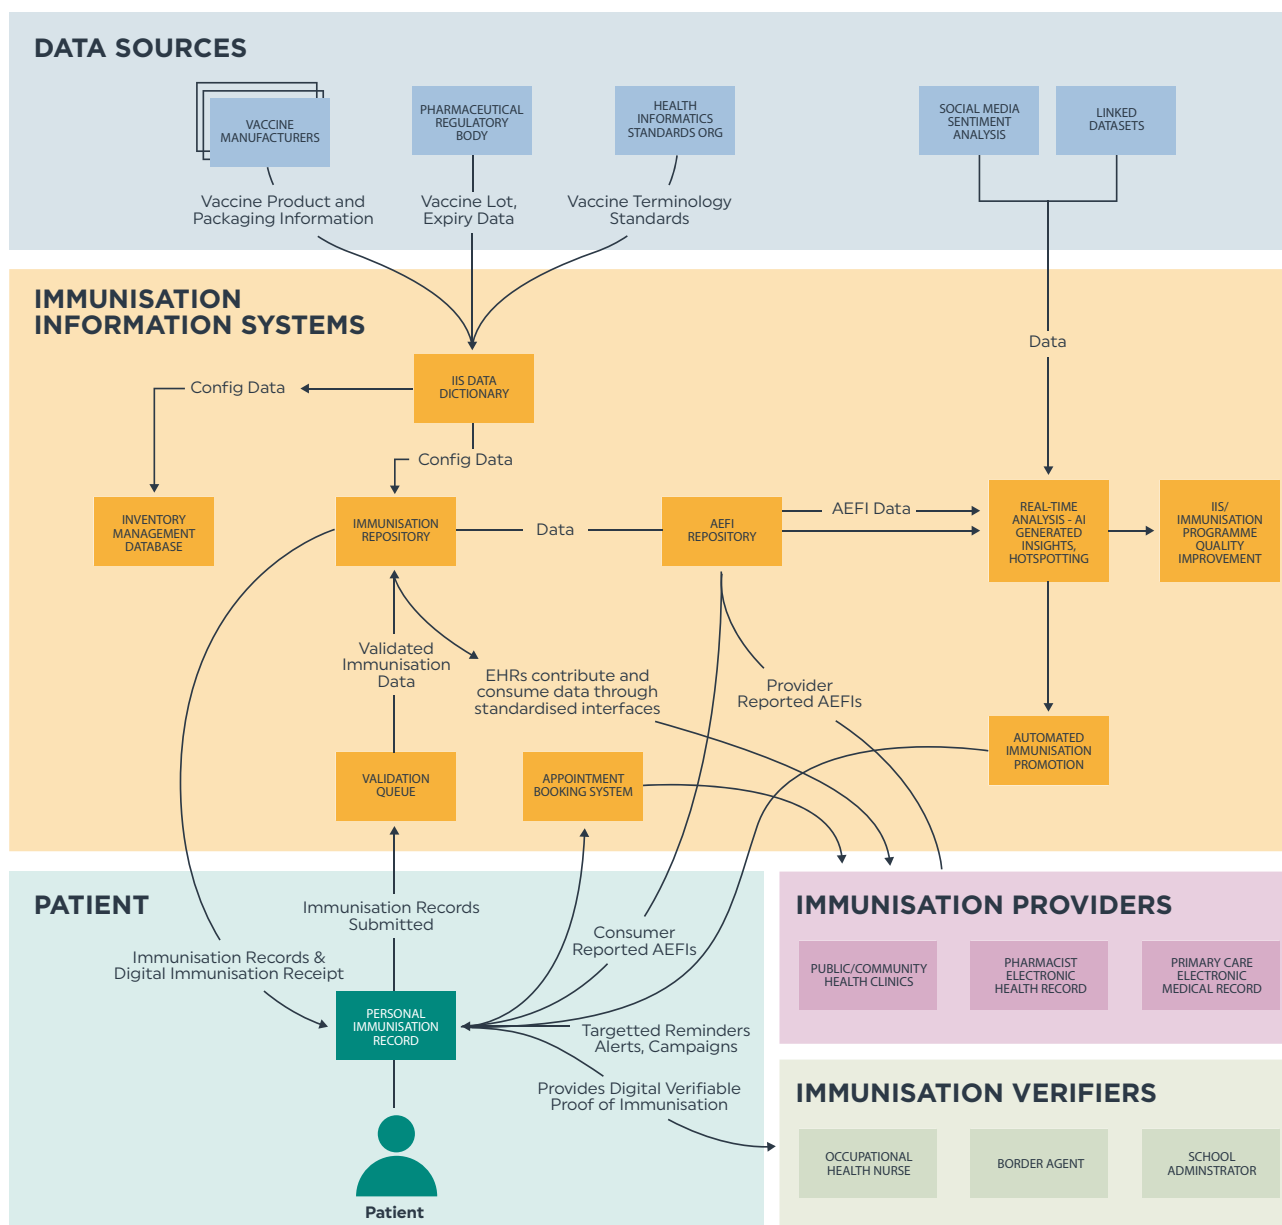 DATA SOURCES
VACCINE
MANUFACTURERS
PHARMACEUTICAL
REGULATORY
BODY
HEALTH
INFORMATICS
STANDARDS ORG
SOCIAL MEDIA
SENTIMENT
ANALYSIS
LINKED
DATASETS
Vaccine Product and
Packaging Information
Vaccine Lot,
Expiry Data
Vaccine Terminology
Standards
IMMUNISATION
INFORMATION SYSTEMS
Data
IIS DATA
DICTIONARY
Config Data
Config Data
INVENTORY
MANAGEMENT
DATABASE
IMMUNISATION
REPOSITORY
Data
AEFI
REPOSITORY
AEFI Data
REAL-TIME
ANALYSIS - AI
GENERATED
INSIGHTS,
HOTSPOTTING
IIS/
IMMUNISATION
PROGRAMME
QUALITY
IMPROVEMENT
Validated
Immunisation
Data
EHRs contribute and
consume data through
standardised interfaces
Provider
Reported AEFIs
AUTOMATED
IMMUNISATION
PROMOTION
VALIDATION
QUEUE
APPOINTMENT
BOOKING SYSTEM
PATIENT
Immunisation Records
Submitted
Immunisation Records &
Digital Immunisation Receipt
Consumer
Reported AEFIs
PERSONAL
IMMUNISATION
RECORD
Targetted Reminders
Alerts, Campaigns
Provides Digital Verifiable
Proof of Immunisation
Patient
IMMUNISATION PROVIDERS
PUBLIC/COMMUNITY
HEALTH CLINICS
PHARMACIST
ELECTRONIC
HEALTH RECORD
PRIMARY CARE
ELECTRONIC
MEDICAL RECORD
IMMUNISATION VERIFIERS
OCCUPATIONAL
HEALTH NURSE
BORDER AGENT
SCHOOL
ADMINSTRATOR